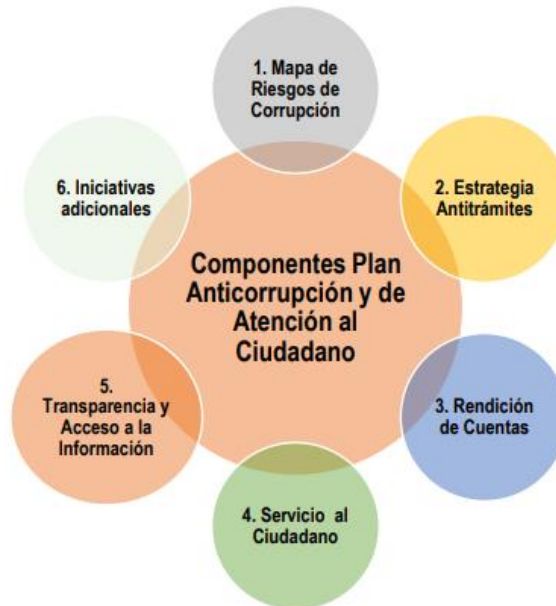 1. Mapa de
Riesgos de
Corrupción
2. Estrategia
Antitrámites
3. Rendición
de Cuentas
4. Servicio al
Ciudadano
5.
Transparencia y
Acceso a la
Información
6. Iniciativas
adicionales
Componentes Plan
Anticorrupción y de
Atención al
Ciudadano